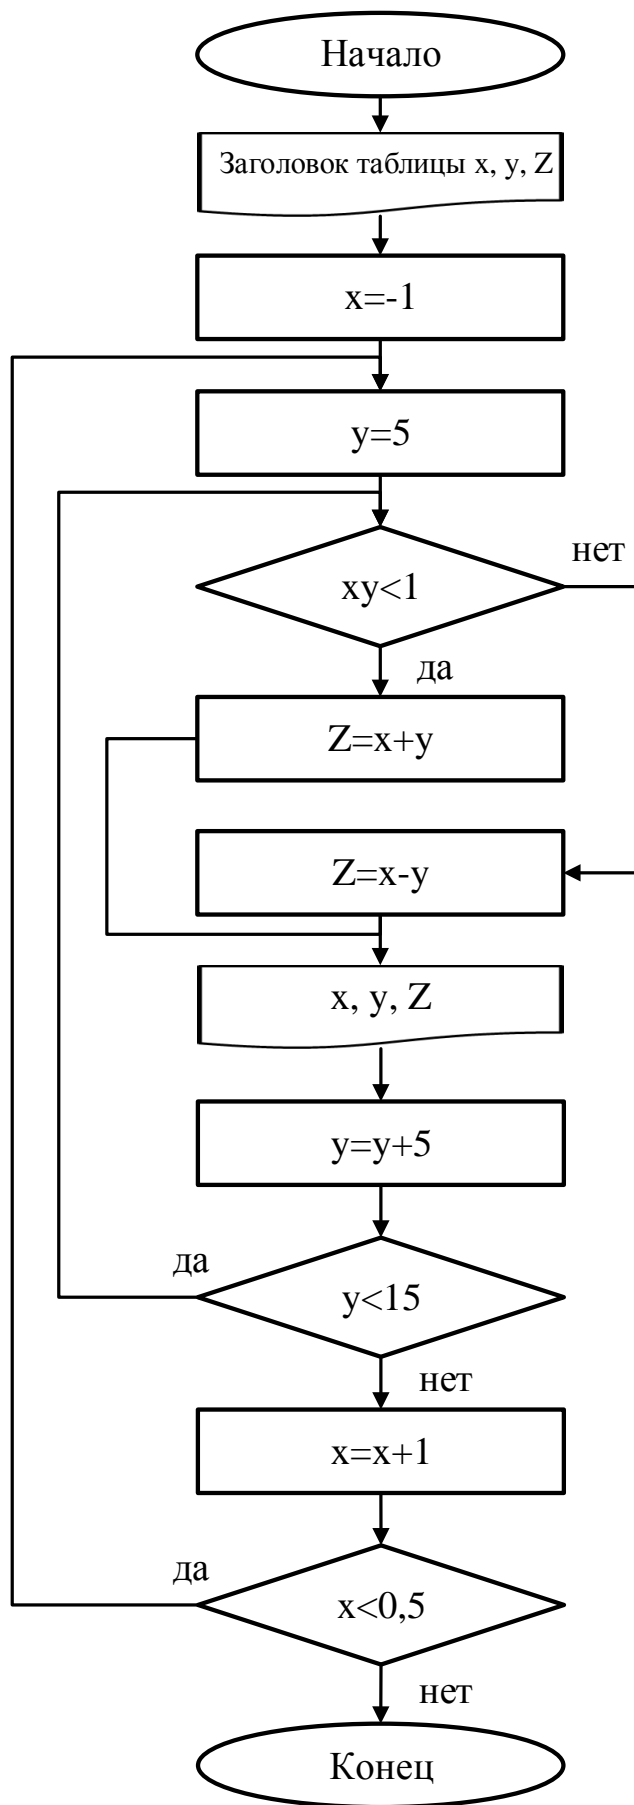 Начало
Заголовок таблицы x, y, Z
x=-1
y=5
xy<1
нет
да
Z=x+y
Z=x-y
x, y, Z
y=y+5
да
y<15
нет
x=x+1
да
x<0,5
нет
Конец